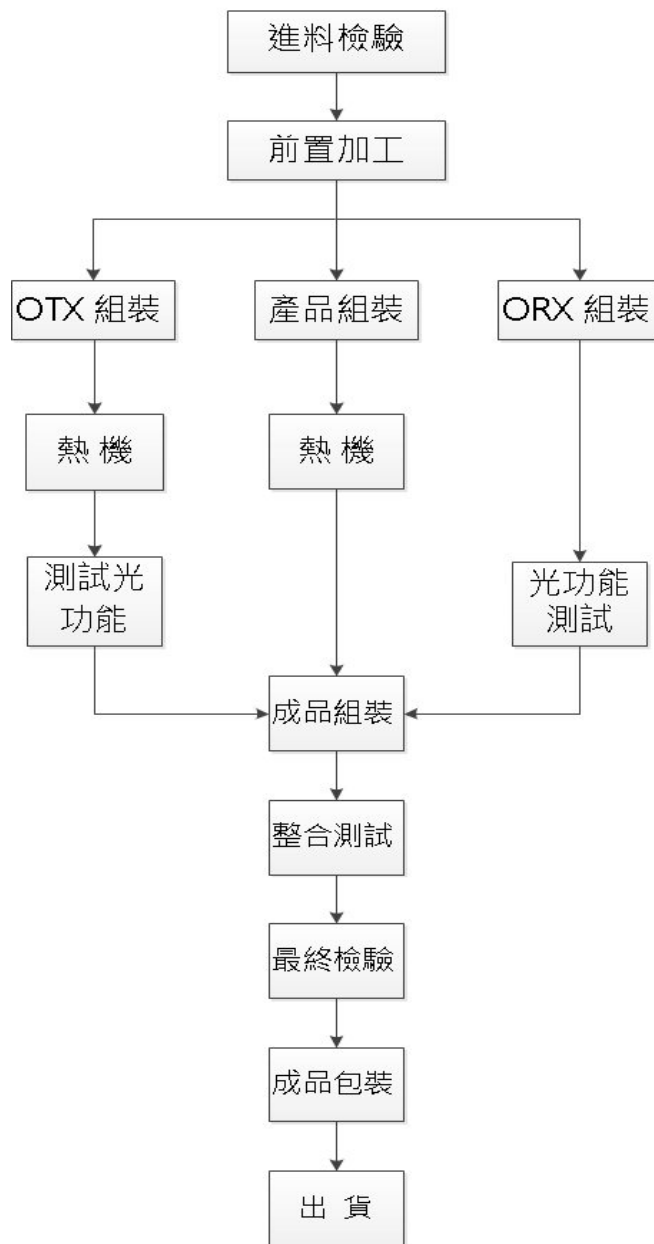 進料檢驗
前置加工
OTX 組裝
產品組裝
ORX 組裝
熱 機
熱 機
測試光
功能
光功能
測試
成品組裝
整合測試
最終檢驗
成品包裝
出 貨